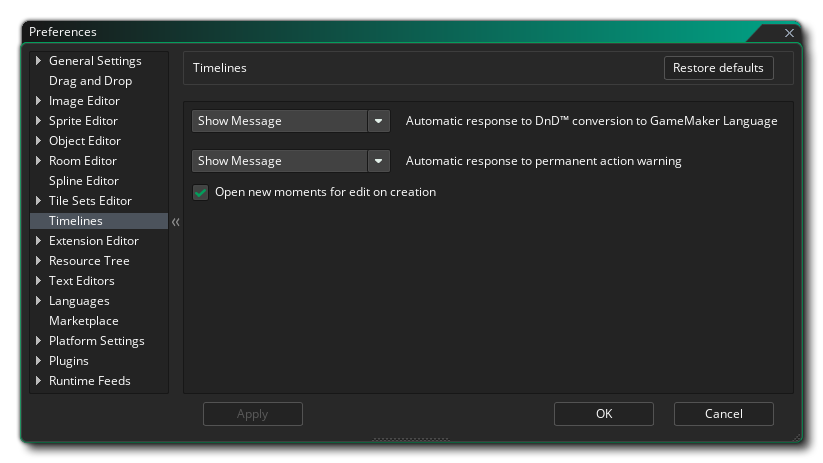 Preferences
General Settings
Drag and Drop
Image Editor
Sprite Editor
Object Editor
Room Editor
Spline Editor
Tile Sets Editor
Timelines
Extension Editor
Resource Tree
Text Editors
Languages
Marketplace
Platform Settings
Plugins
Runtime Feeds
Timelines
Restore defaults
Show Message Automatic response to DnD™ conversion to GameMaker Language
Show Message Automatic response to permanent action warning
Open new moments for edit on creation
Apply
OK
Cancel